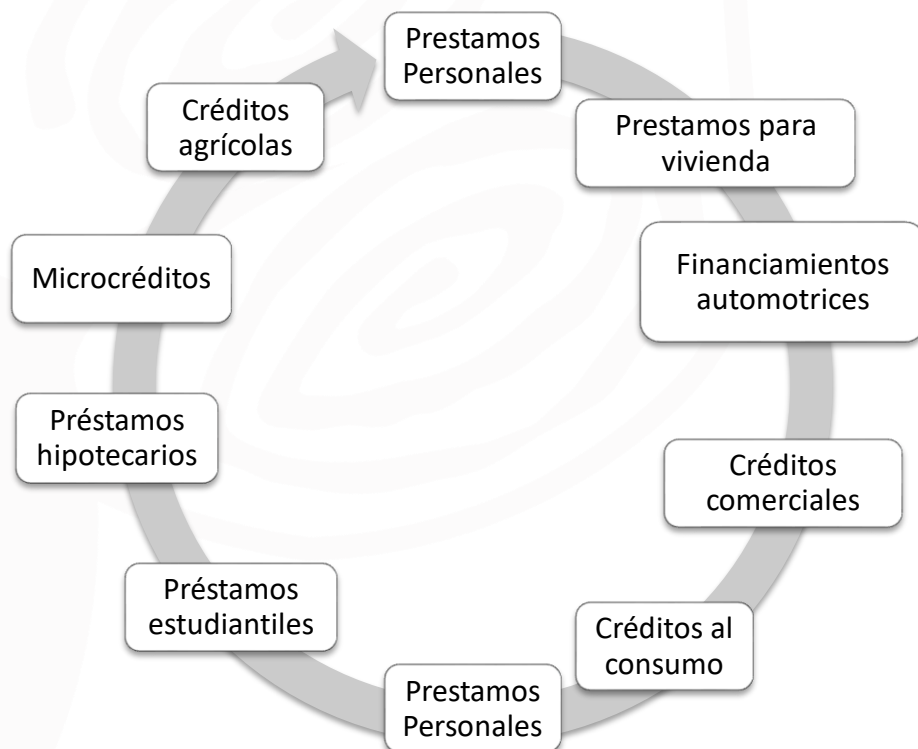 Prestamos
Personales
Prestamos para
vivienda
Financiamientos
automotrices
Créditos
comerciales
Créditos al
consumo
Prestamos
Personales
Préstamos
estudiantiles
Préstamos
hipotecarios
Microcréditos
Créditos
agrícolas